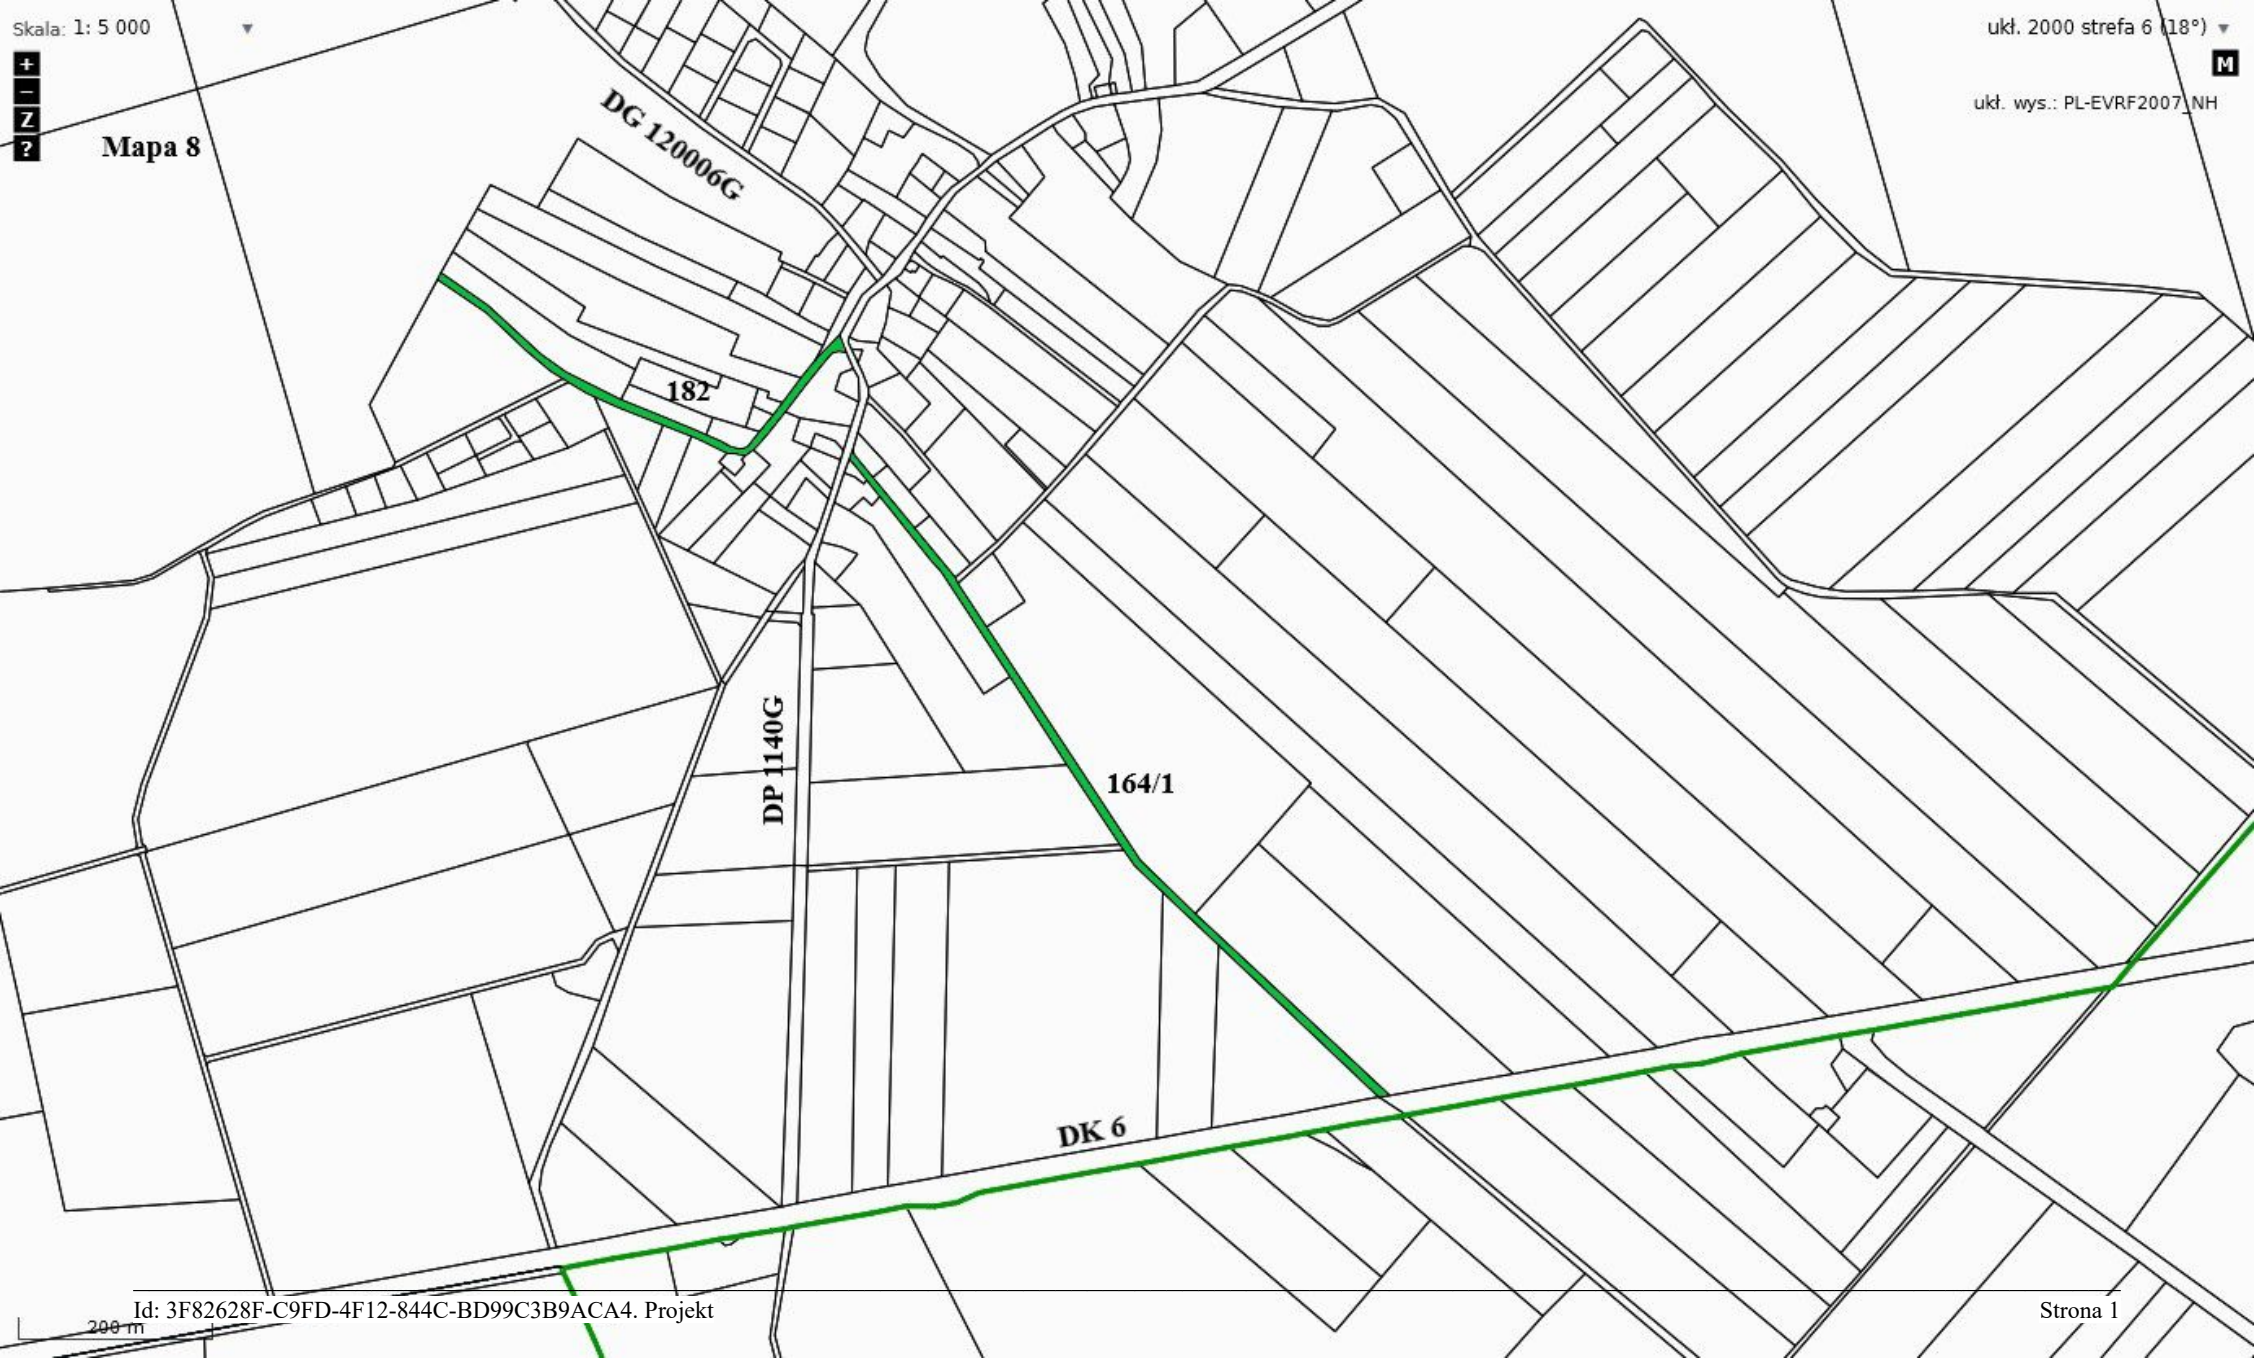 Skala: 1: 5 000
ukł. 2000 strefa 6 (18°)
+
−
Z
?
M
ukł. wys.: PL-EVRF2007_NH
Mapa 8
DG 120006G
182
DP 1140G
164/1
DK 6
Id: 3F82628F-C9FD-4F12-844C-BD99C3B9ACA4. Projekt
Strona 1
200 m